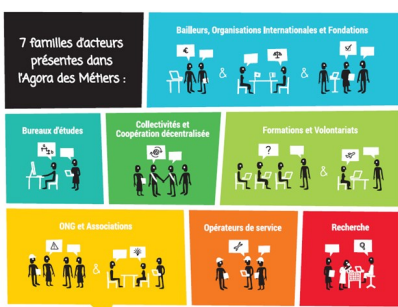 7 familles d'acteurs
présentes dans
l'Agora des Métiers :
Bailleurs, Organisations Internationales et Fondations
&
&
Bureaux d'études
Collectivités et
Coopération décentralisée
Formations et Volontariats
?
&
ONG et Associations
&
Opérateurs de service
Recherche